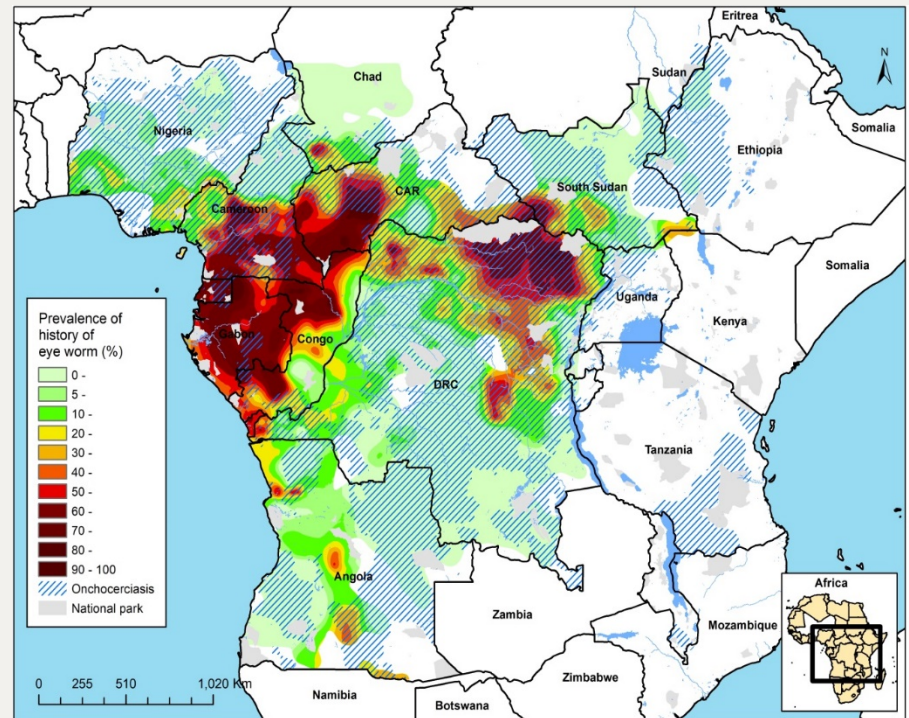 Eritrea
N
Chad
Sudan
Nigeria
Ethiopia
Somalia
CAR
South Sudan
Cameroon
Somalia
Uganda
Kenya
Gabon
Congo
DRC
Tanzania
Angola
Zambia
Mozambique
Zimbabwe
Namibia
Botswana
Prevalence of
history of
eye worm (%)
0 -
5 -
10 -
20 -
30 -
40 -
50 -
60 -
70 -
80 -
90 - 100
Onchocerciasis
National park
0 255 510 1,020 Km
Africa